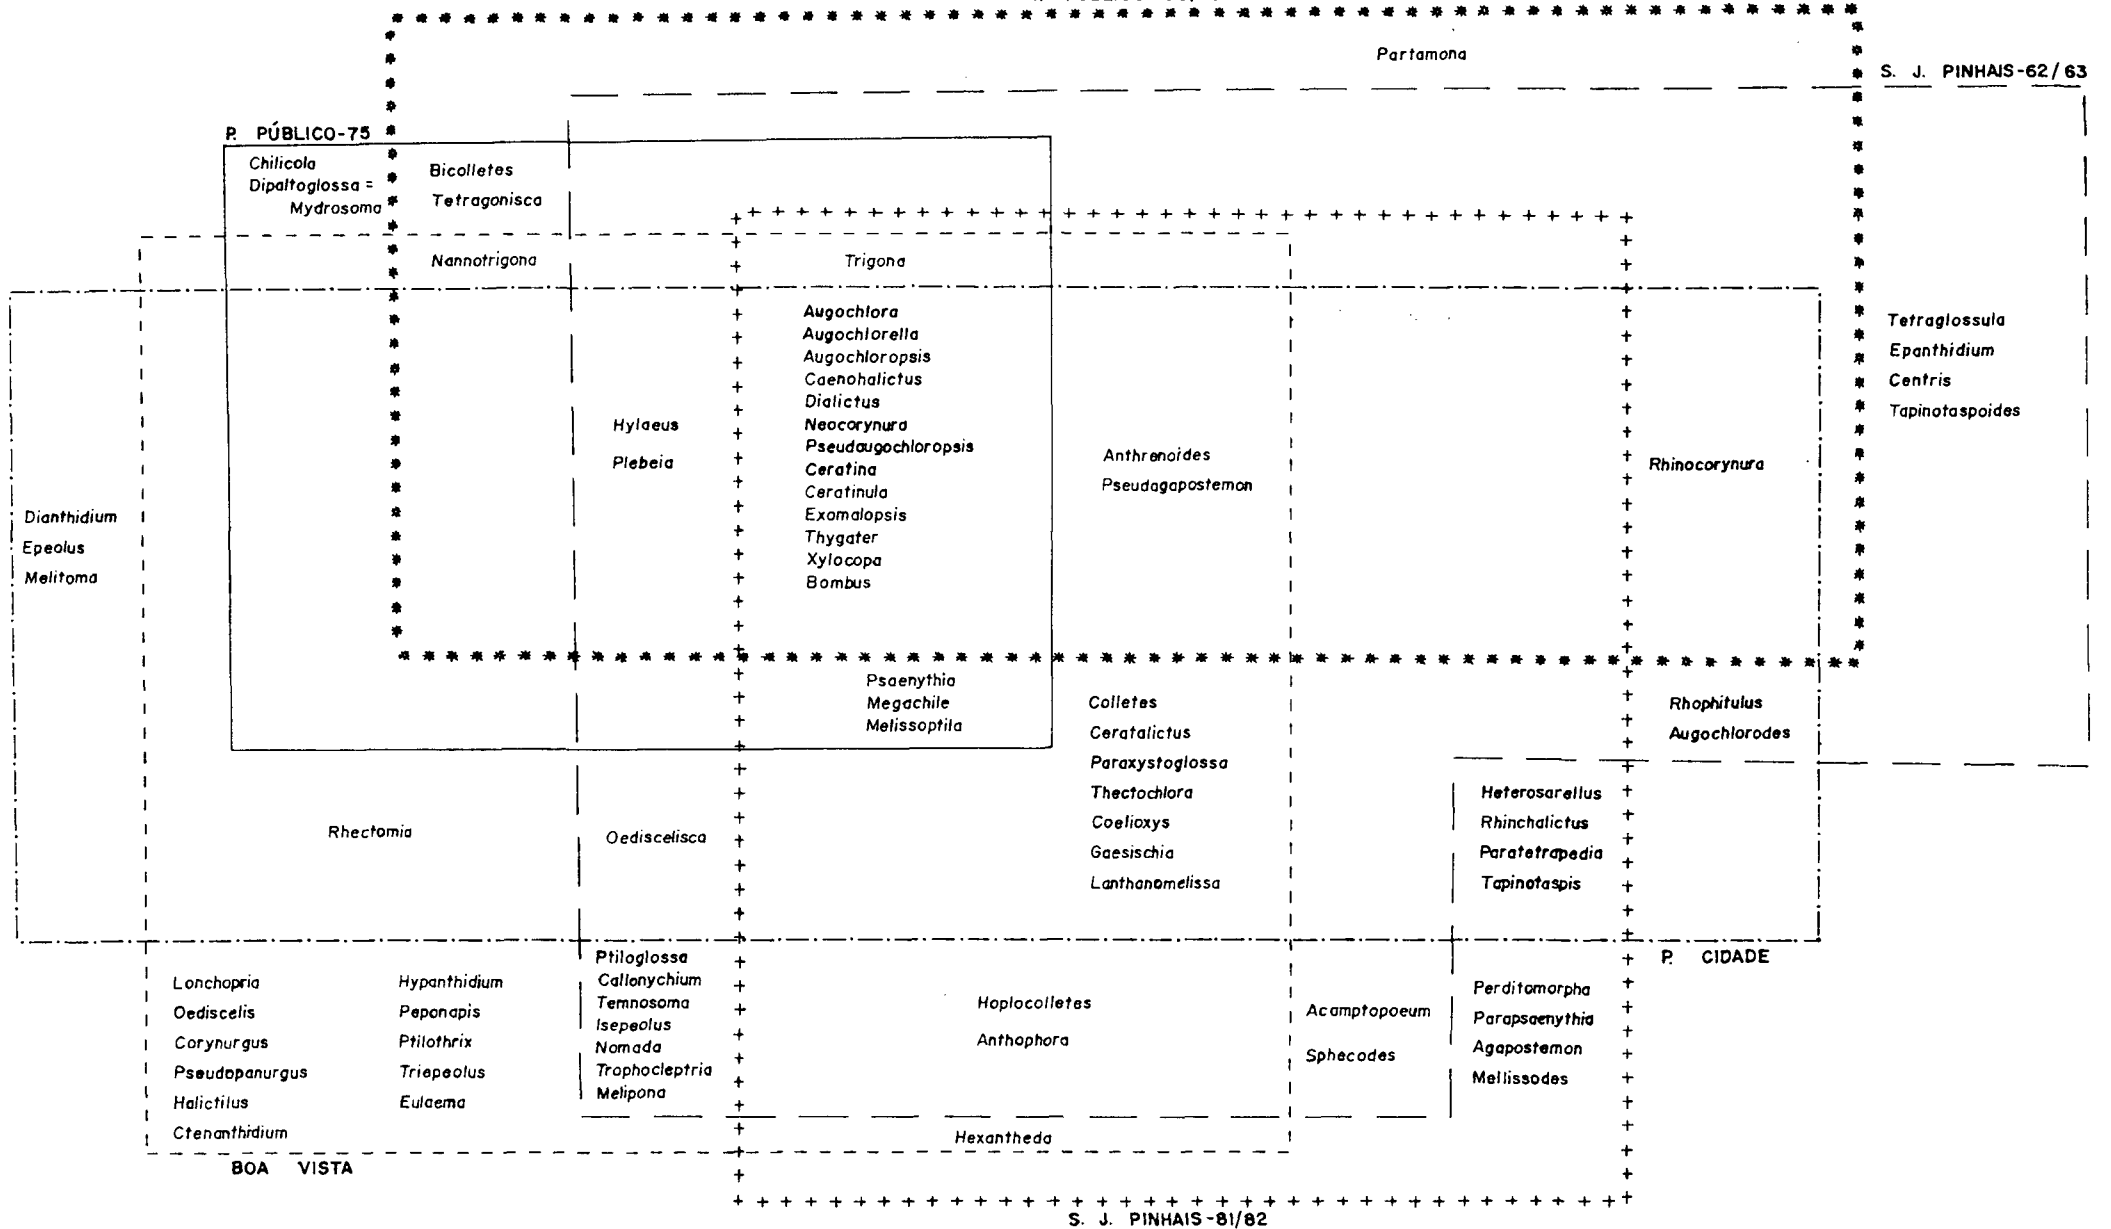 Partamona
S. J. PINHAIS-62/63
P. PÚBLICO-75
Chilicola
Dipaltoglossa =
Mydrosoma
Bicolletes
Tetragonisca
Nannotrigona
Trigona
Augochlora
Augochlorella
Augochloropsis
Caenohalictus
Dialictus
Neocorynura
Pseudaugochloropsis
Ceratina
Ceratinula
Exomalopsis
Thygater
Xylocopa
Bombus
Hylaeus
Plebeia
Anthrenoides
Pseudagapostemon
Rhinocorynura
Tetraglossula
Epanthidium
Centris
Tapinotaspoides
Dianthidium
Epeolus
Melitoma
Psaenythia
Megachile
Melissoptila
Colletes
Ceratalictus
Paraxystoglossa
Thectochlora
Coelioxys
Gaesischia
Lanthanomelissa
Rhophitulus
Augochlorodes
Heterosarellus
Rhinchalictus
Paratetrapedia
Tapinotaspis
Rhectomia
Oediscelisca
P. CIDADE
Lonchopria
Oediscelis
Corynurgus
Pseudopanurgus
Halictilus
Ctenanthidium
Hypanthidium
Peponapis
Ptilothrix
Triepeolus
Eulaema
Ptiloglossa
Callonychium
Temnosoma
Isepeolus
Nomada
Trophocleptria
Melipona
Hoplocolletes
Anthophora
Acamptopoeum
Sphecodes
Perditomorpha
Parapsaenythia
Agapostemon
Mellissodes
Hexantheda
BOA VISTA
S. J. PINHAIS-81/82